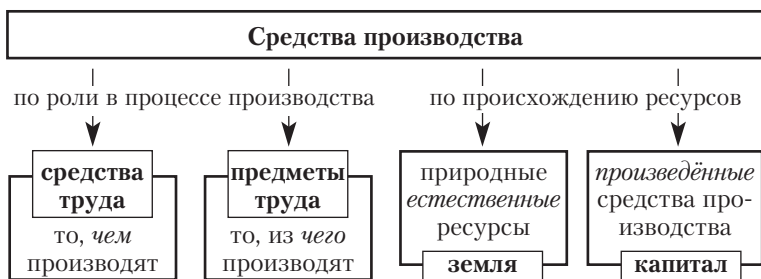 Средства производства
по роли в процессе производства
по происхождению ресурсов
средства
труда
то, чем
производят
предметы
труда
то, из чего
производят
природные
естественные
ресурсы
земля
произведённые
средства про-
изводства
капитал